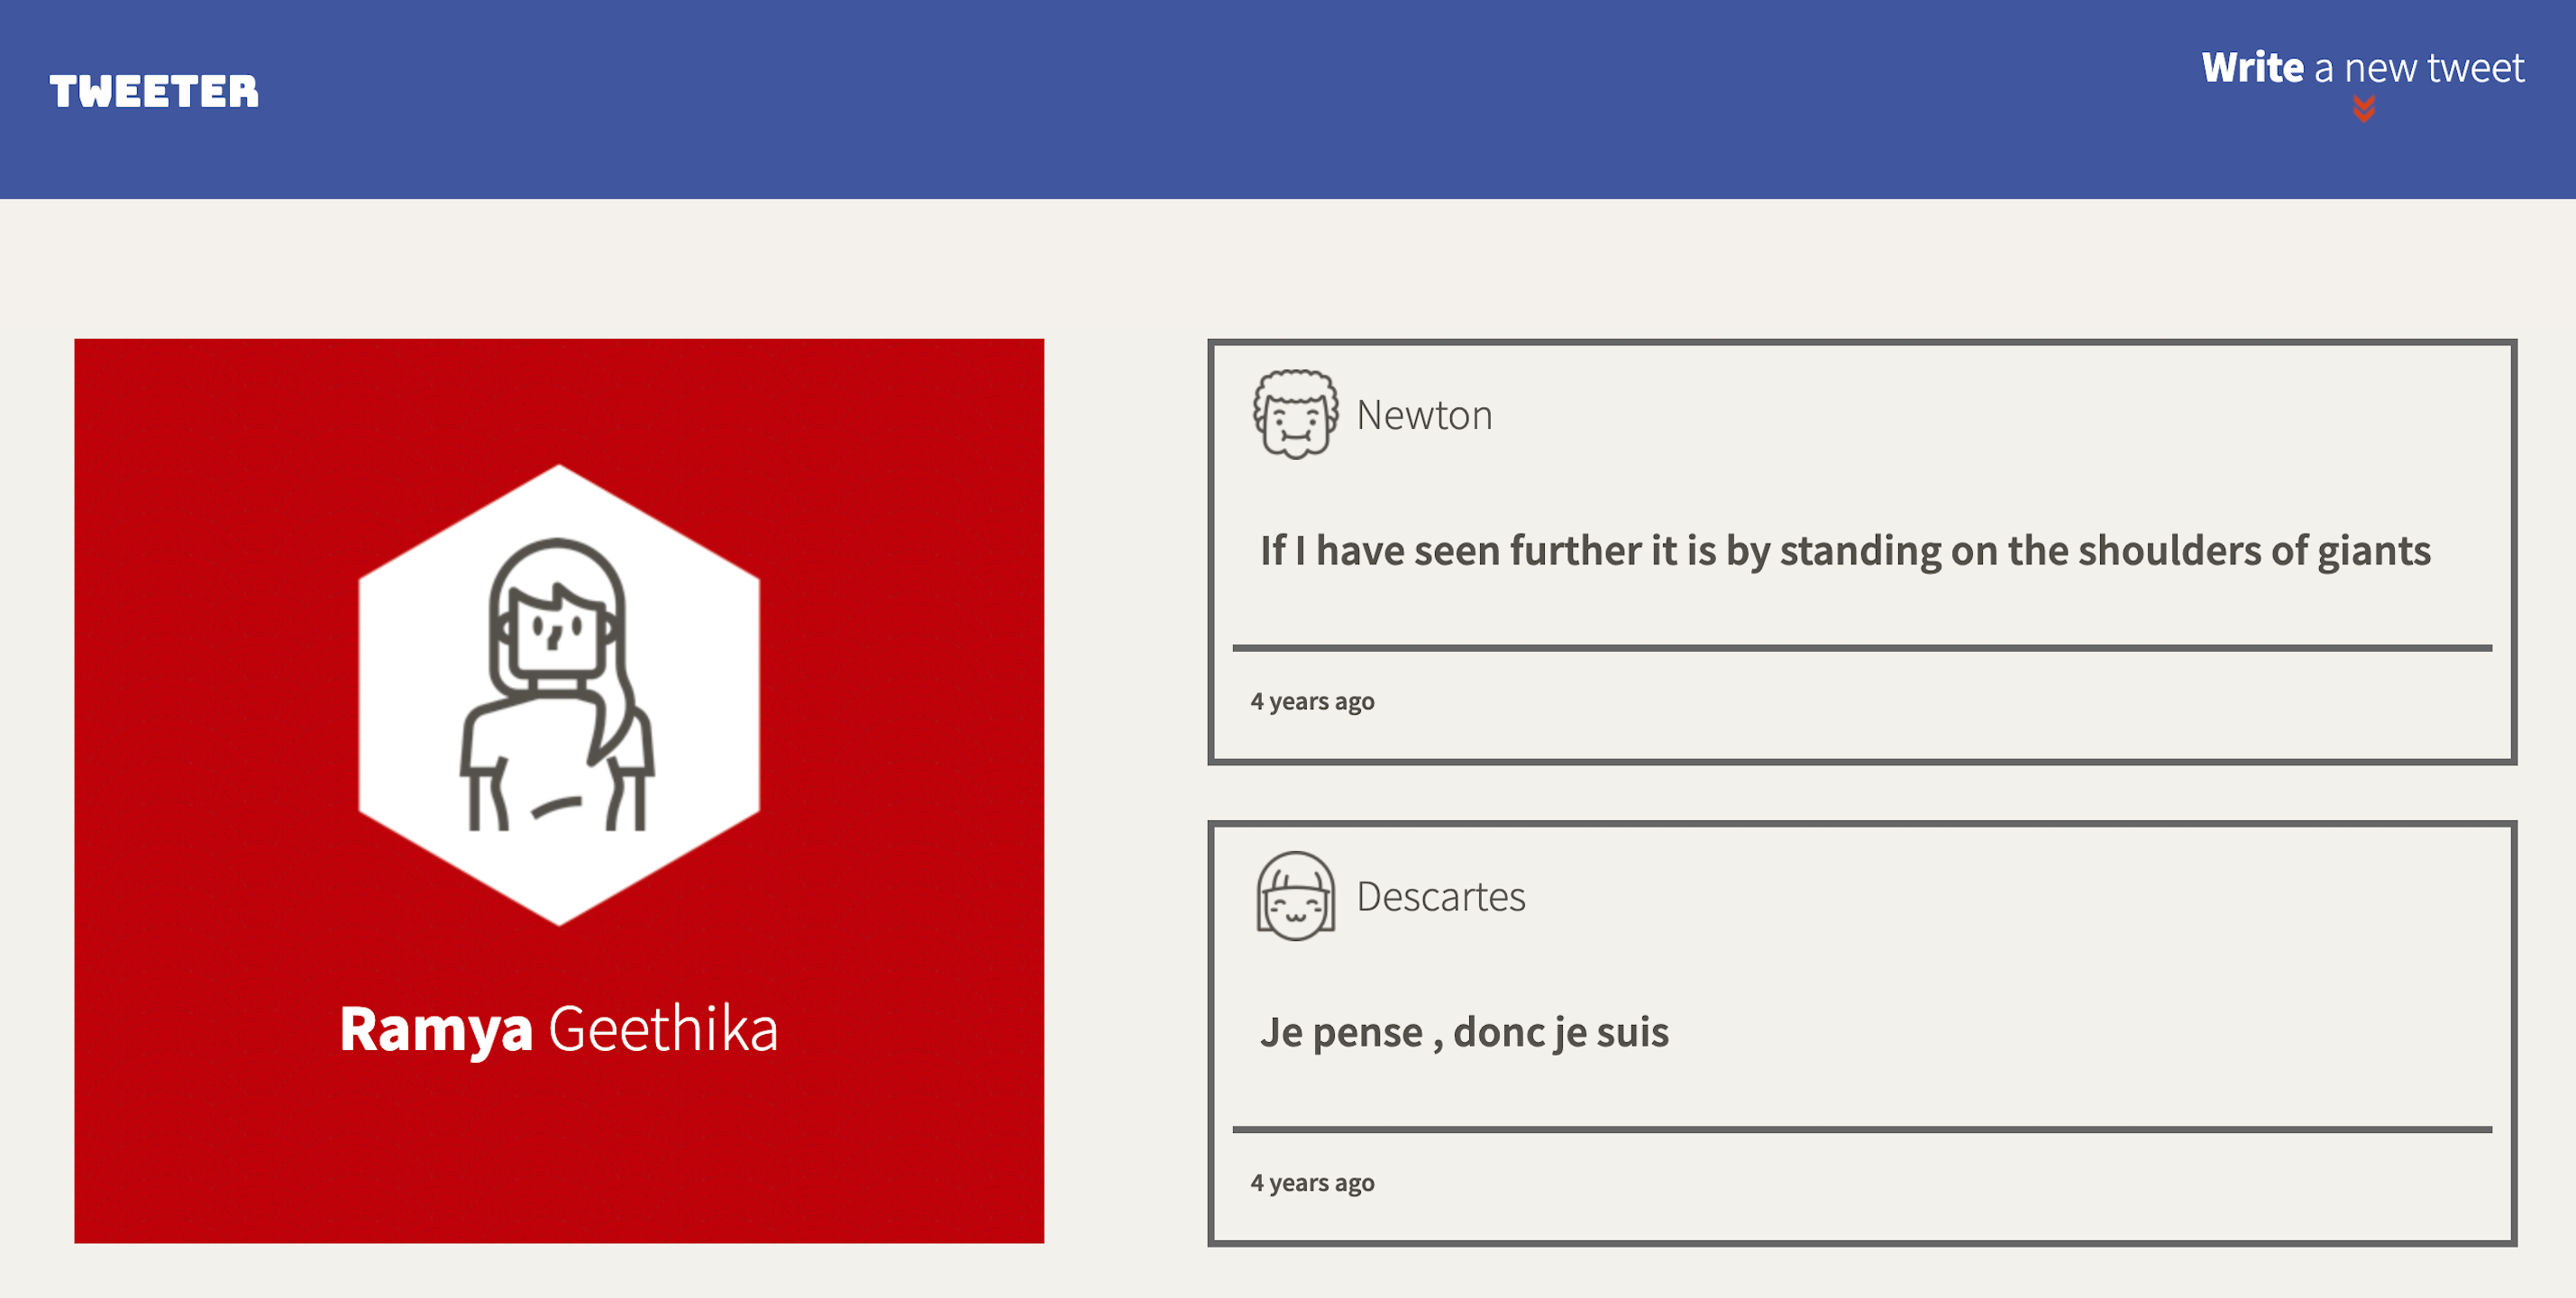 TWEETER
Write a new tweet
Ramya Geethika
Newton
If I have seen further it is by standing on the shoulders of giants
4 years ago
Descartes
Je pense , donc je suis
4 years ago